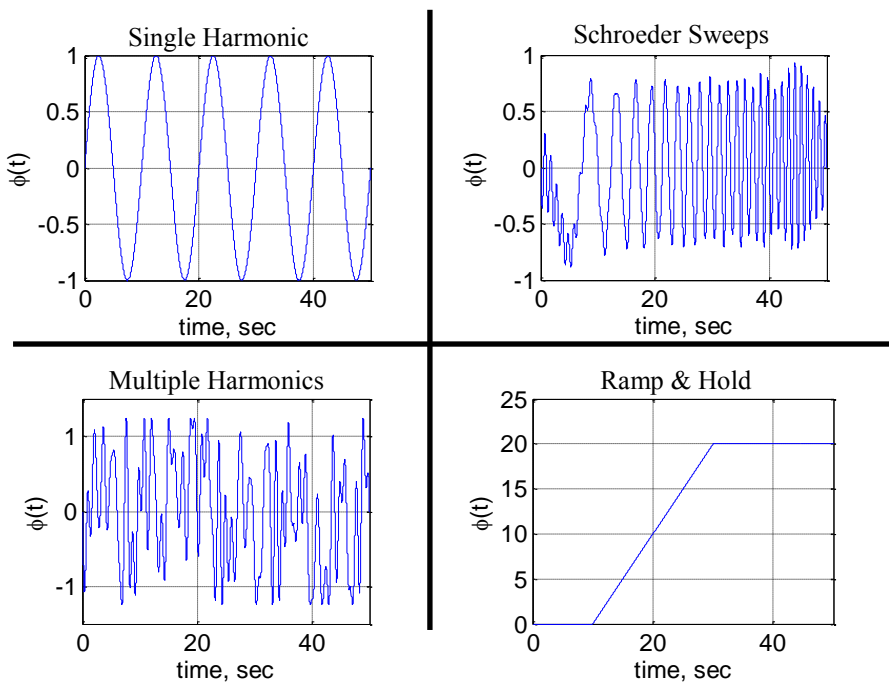 Single Harmonic
1
0.5
0
-0.5
-1
ϕ(t)
0 20 40
time, sec
Schroeder Sweeps
1
0.5
0
-0.5
-1
ϕ(t)
0 20 40
time, sec
Multiple Harmonics
1
0
-1
ϕ(t)
0 20 40
time, sec
Ramp & Hold
25
20
15
10
5
0
ϕ(t)
0 20 40
time, sec